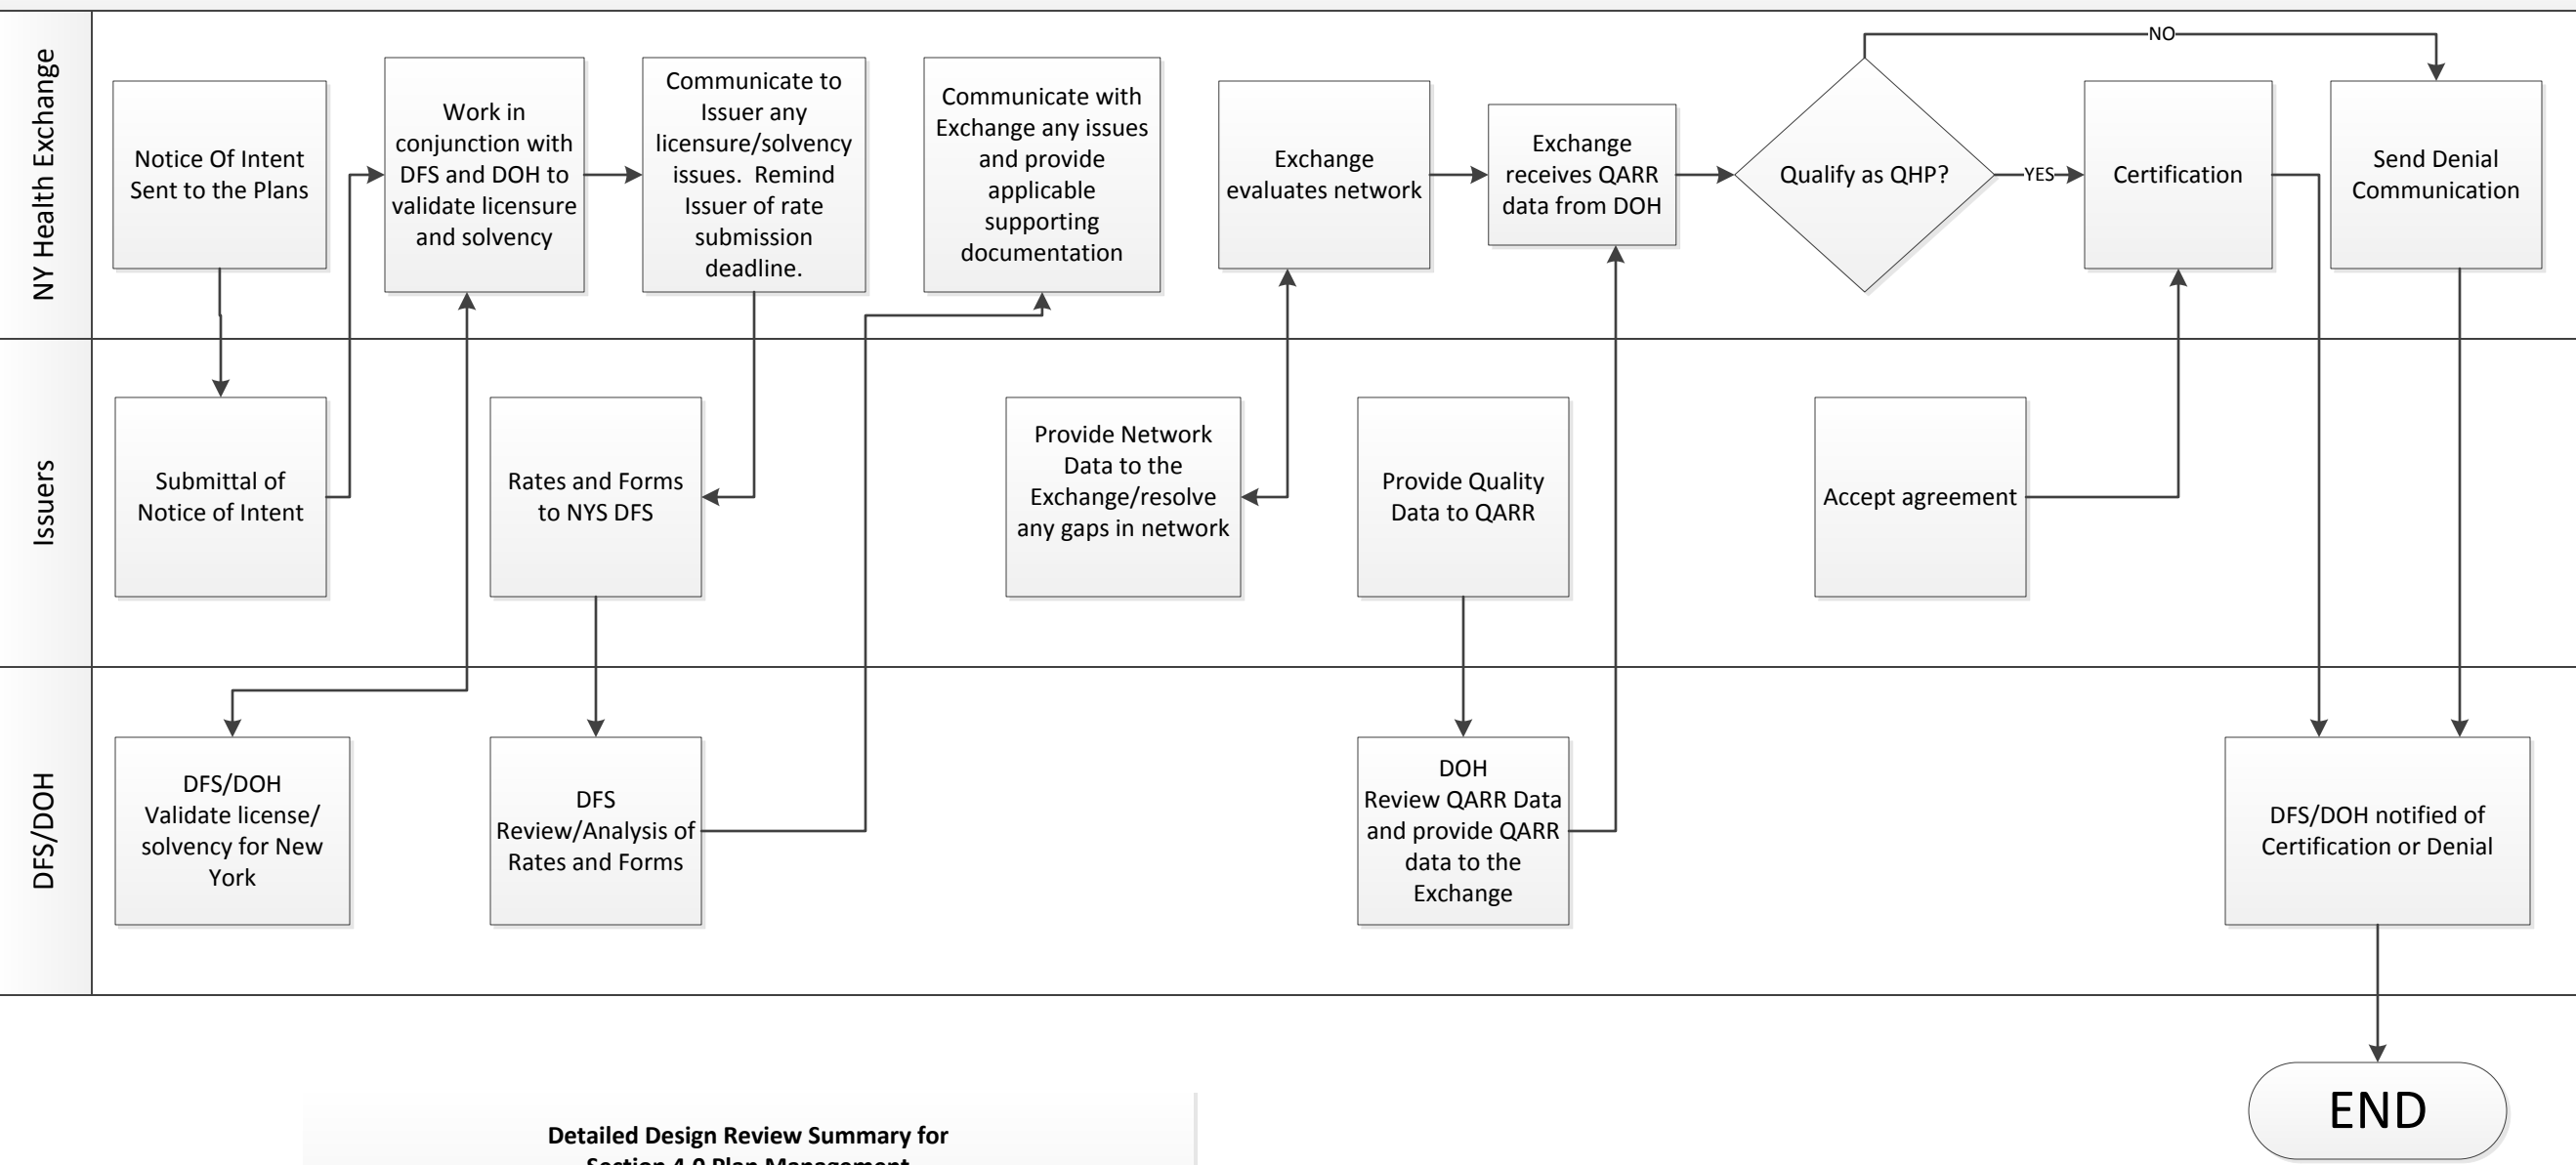 NY Health Exchange
Notice Of Intent
Sent to the Plans
Work in
conjunction with
DFS and DOH to
validate licensure
and solvency
Communicate to
Issuer any
licensure/solvency
issues.  Remind
Issuer of rate
submission
deadline.
Communicate with
Exchange any issues
and provide
applicable
supporting
documentation
Exchange
evaluates network
Exchange
receives QARR
data from DOH
Qualify as QHP?
NO
YES
Certification
Send Denial
Communication
Issuers
Submittal of
Notice of Intent
Rates and Forms
to NYS DFS
Provide Network
Data to the
Exchange/resolve
any gaps in network
Provide Quality
Data to QARR
Accept agreement
DFS/DOH
DFS/DOH
Validate license/
solvency for New
York
DFS
Review/Analysis of
Rates and Forms
DOH
Review QARR Data
and provide QARR
data to the
Exchange
DFS/DOH notified of
Certification or Denial
END
Detailed Design Review Summary for
Section 4.0 Plan Management